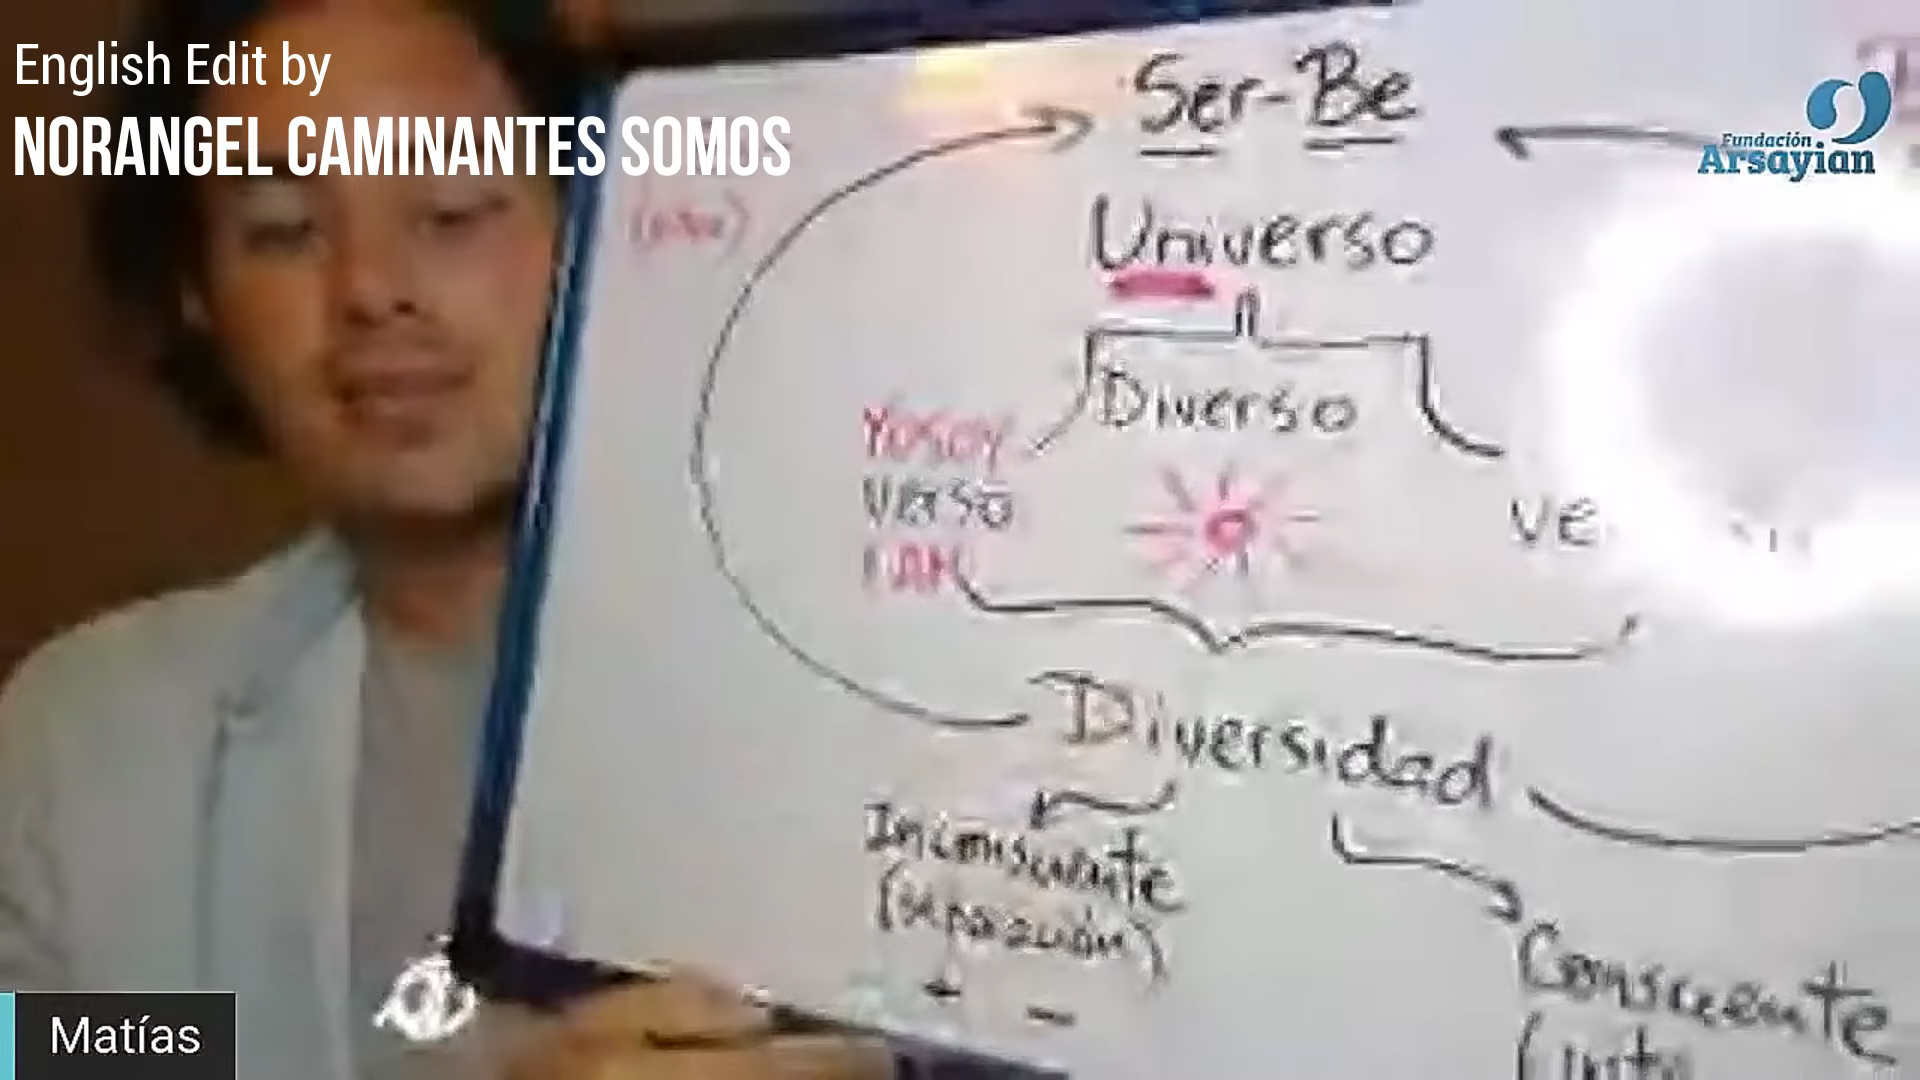 English Edit by
NORANGEL CAMINANTES SOMOS
Fundación
Arsayian
Ser-Be
Universo
Diverso
Yo soy
Verso
Diversidad
Inconsciente
(separación)
+ -
Consciente
Matías